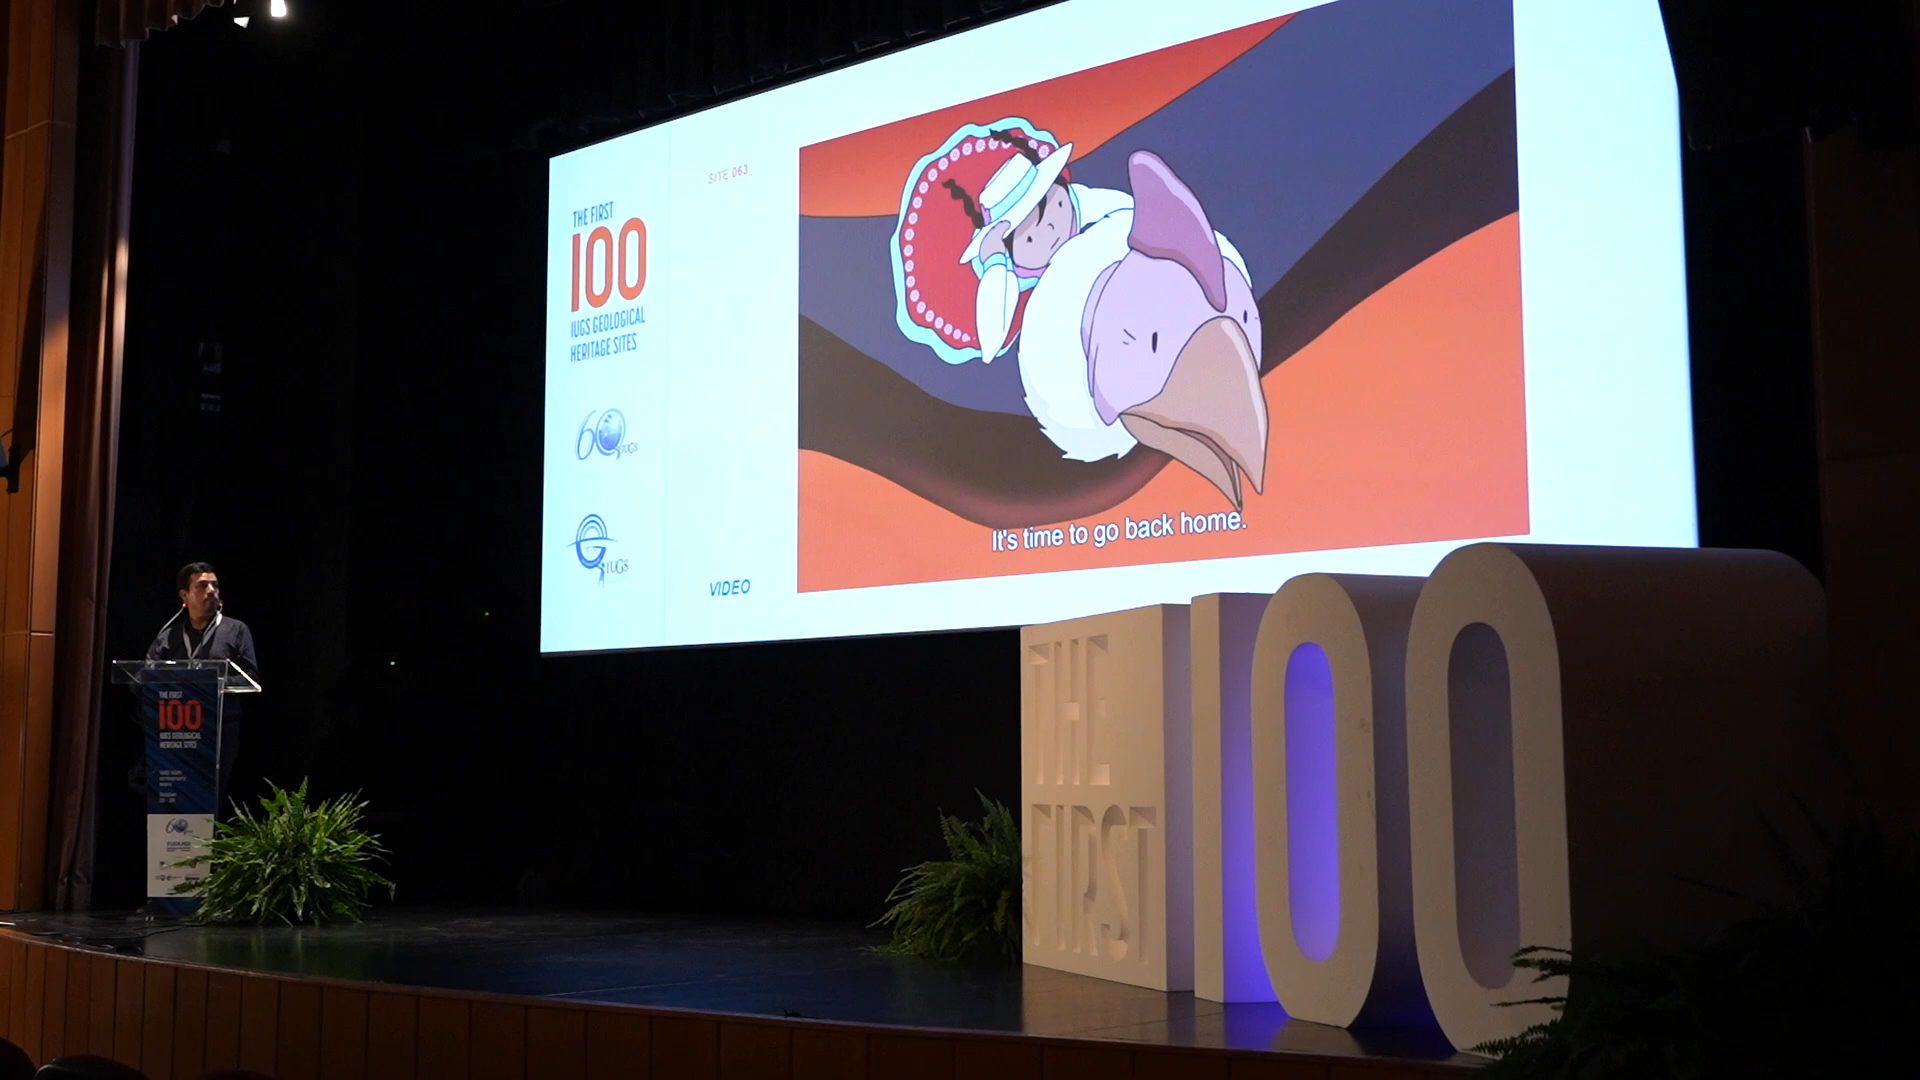 THE FIRST
100
IUGS GEOLOGICAL
HERITAGE SITES
60
IUGS
IUGS
SITE 063
VIDEO
It's time to go back home.
THE FIRST
100
IUGS GEOLOGICAL
HERITAGE SITES
60
THE
FIRST
100